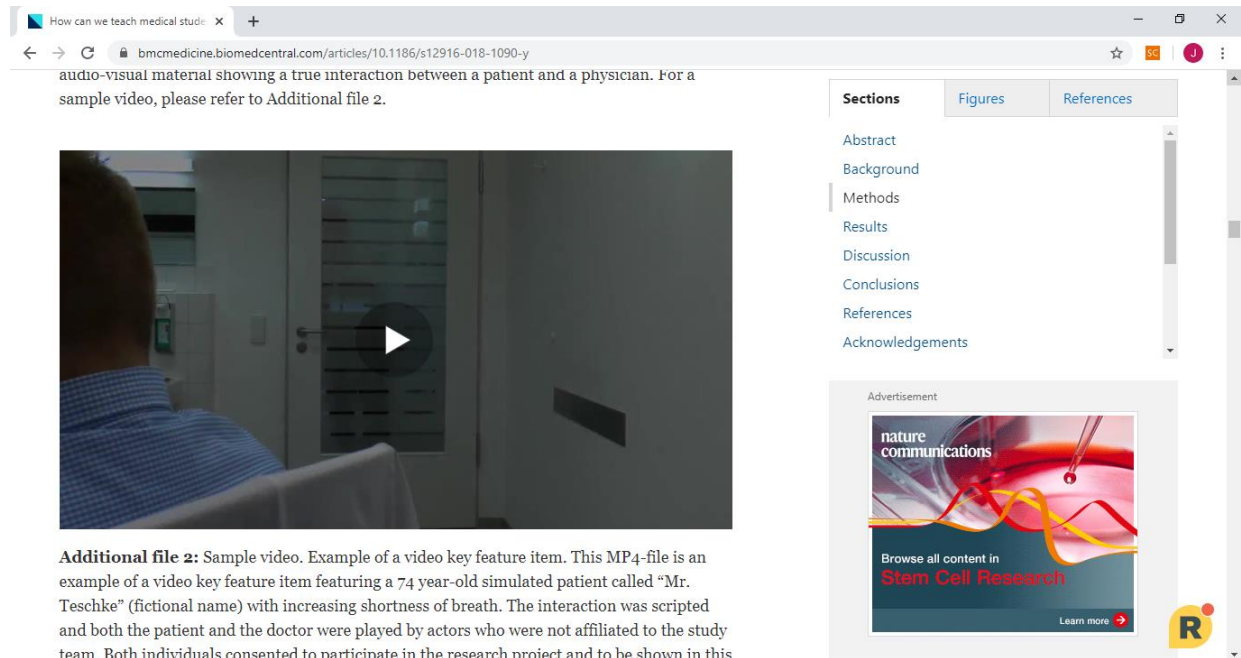 How can we teach medical stude
bmcmedicine.biomedcentral.com/articles/10.1186/s12916-018-1090-y
SC
J
audio-visual material showing a true interaction between a patient and a physician. For a
sample video, please refer to Additional file 2.
Additional file 2: Sample video. Example of a video key feature item. This MP4-file is an
example of a video key feature item featuring a 74 year-old simulated patient called “Mr.
Teschke” (fictional name) with increasing shortness of breath. The interaction was scripted
and both the patient and the doctor were played by actors who were not affiliated to the study
team. Both individuals consented to participate in the research project and to be shown in this
Sections
Figures
References
Abstract
Background
Methods
Results
Discussion
Conclusions
References
Acknowledgements
Advertisement
nature
communications
Browse all content in
Stem Cell Research
Learn more
R